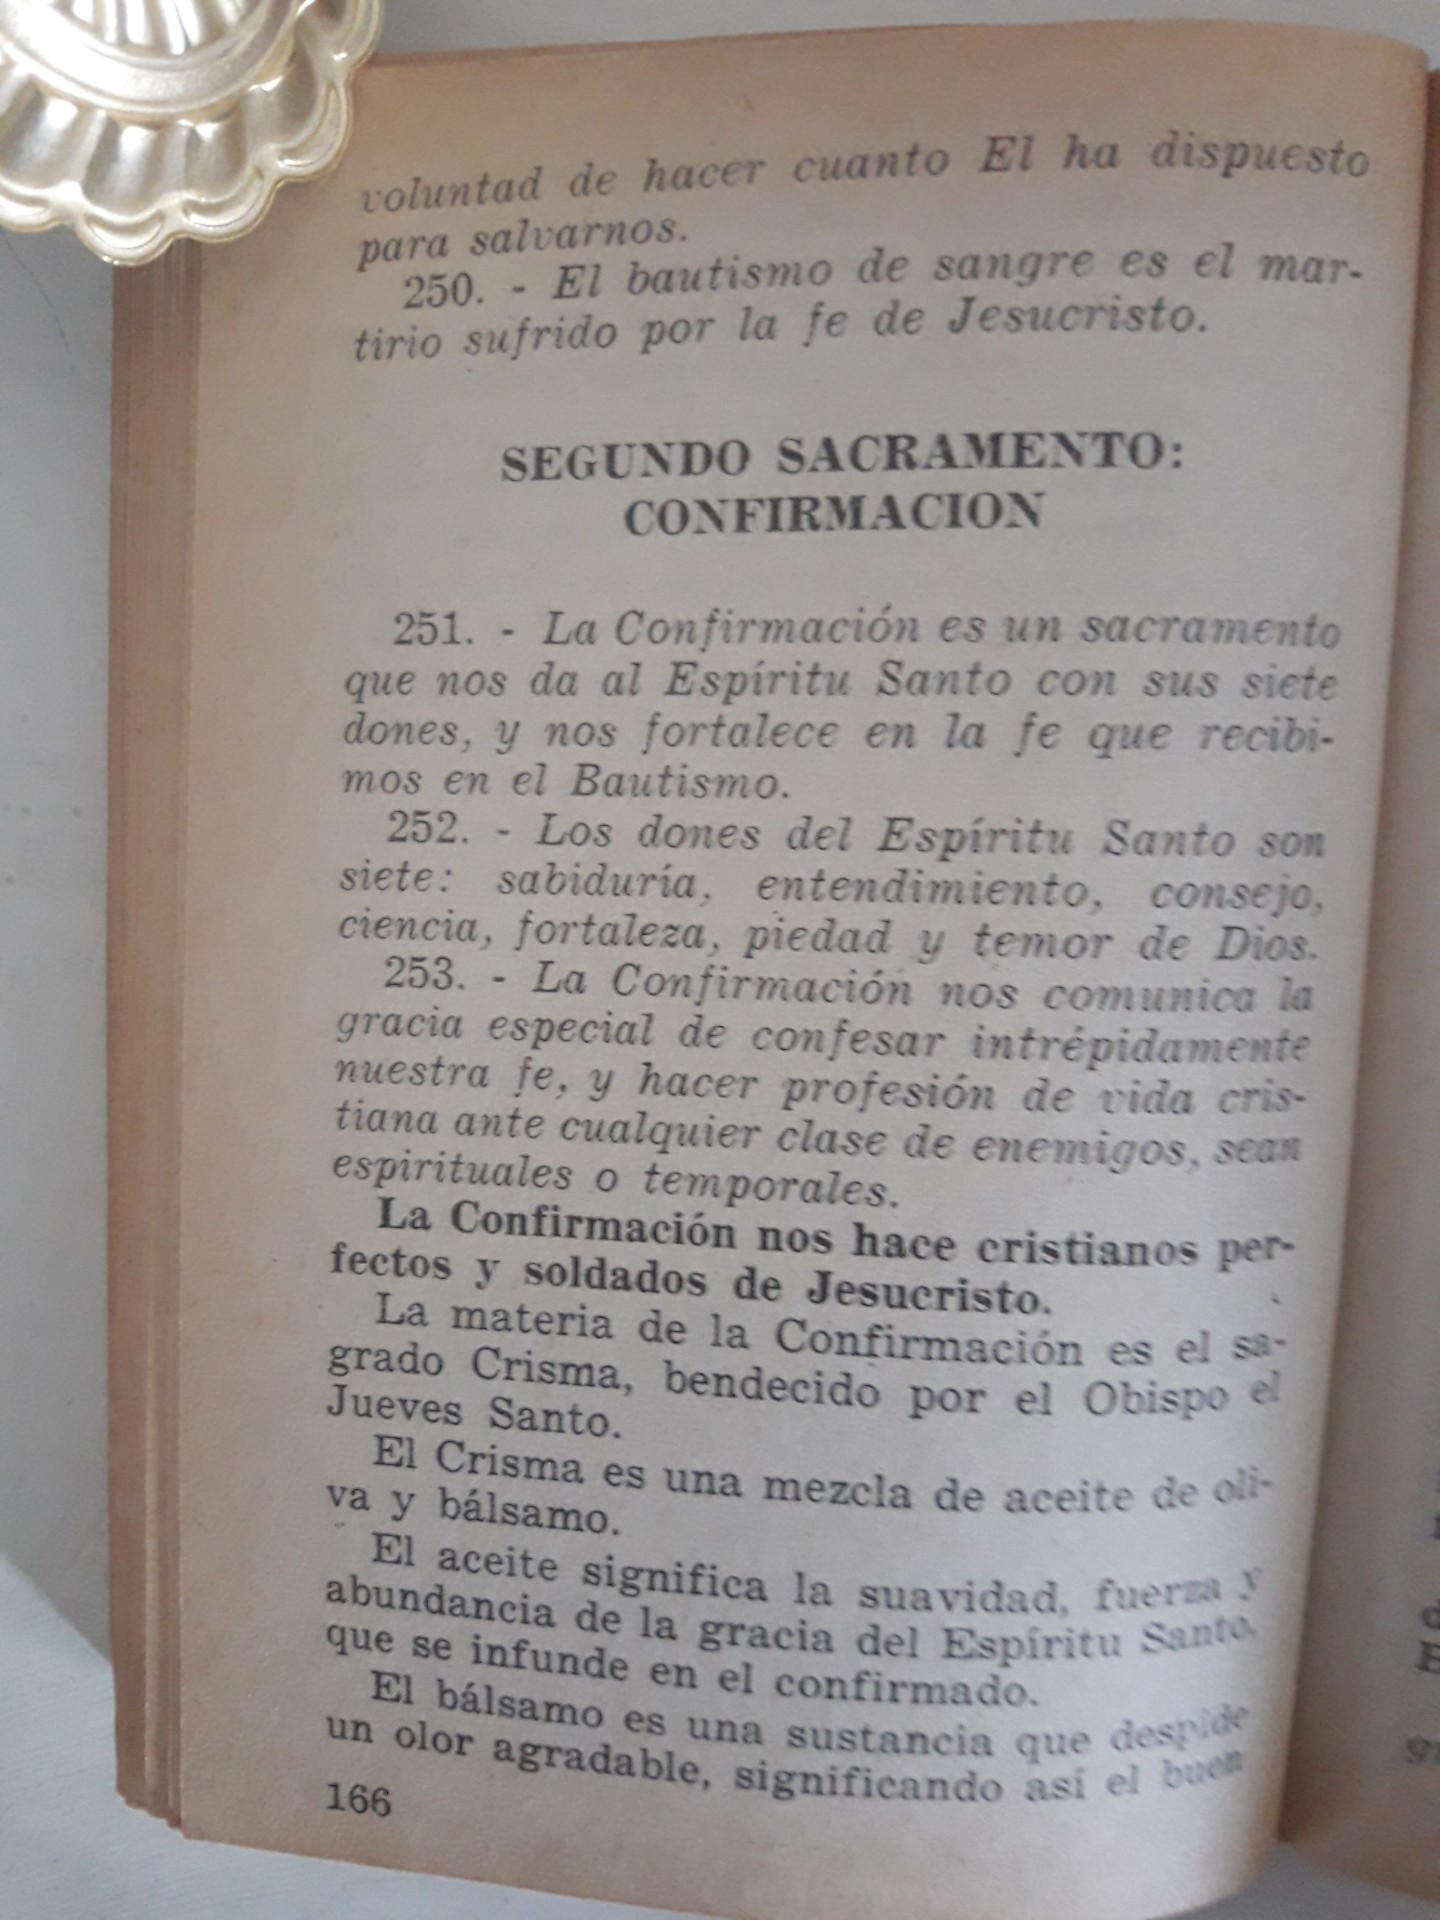 voluntad de hacer cuanto El ha dispuesto
para salvarnos.
250. - El bautismo de sangre es el mar-
tirio sufrido por la fe de Jesucristo.
SEGUNDO SACRAMENTO:
CONFIRMACION
251. - La Confirmación es un sacramento
que nos da al Espíritu Santo con sus siete
dones, y nos fortalece en la fe que recibi-
mos en el Bautismo.
252. - Los dones del Espíritu Santo son
siete: sabiduría, entendimiento, consejo,
ciencia, fortaleza, piedad y temor de Dios.
253. - La Confirmación nos comunica la
gracia especial de confesar intrépidamente
nuestra fe, y hacer profesión de vida cris-
tiana ante cualquier clase de enemigos, sean
espirituales o temporales.
La Confirmación nos hace cristianos per-
fectos y soldados de Jesucristo.
La materia de la Confirmación es el sa-
grado Crisma, bendecido por el Obispo el
Jueves Santo.
El Crisma es una mezcla de aceite de oli-
va y bálsamo.
El aceite significa la suavidad, fuerza y
abundancia de la gracia del Espíritu Santo,
que se infunde en el confirmado.
El bálsamo es una sustancia que despide
un olor agradable, significando así el buen
166